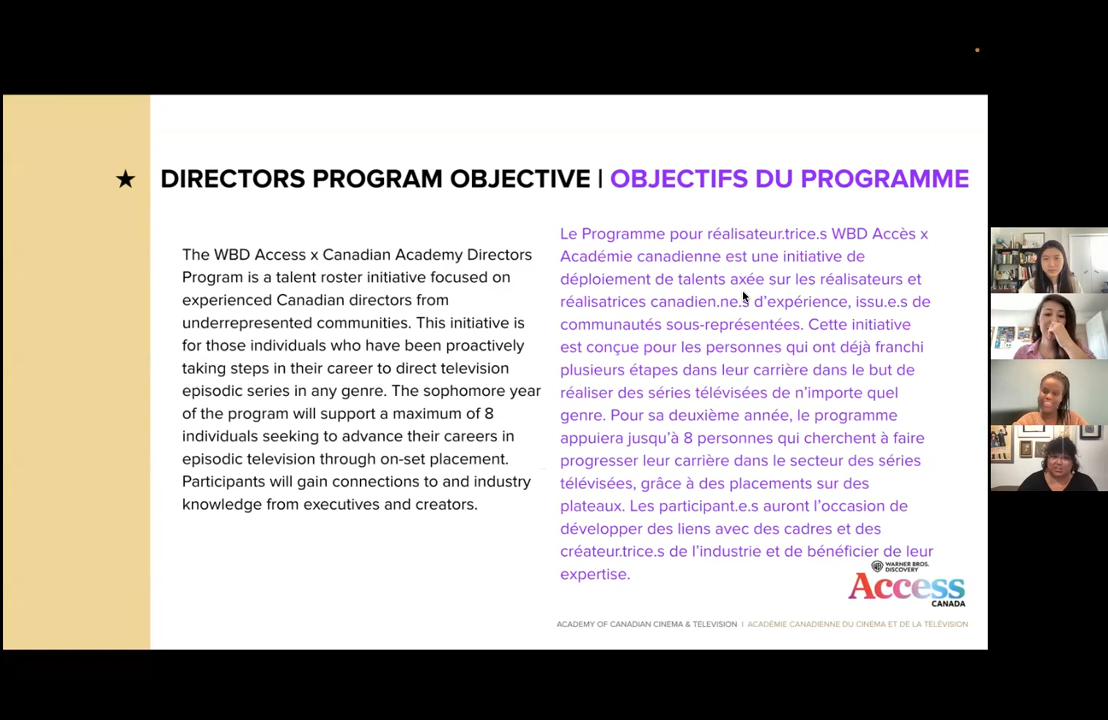 ★ DIRECTORS PROGRAM OBJECTIVE | OBJECTIFS DU PROGRAMME
The WBD Access x Canadian Academy Directors
Program is a talent roster initiative focused on
experienced Canadian directors from
underrepresented communities. This initiative is
for those individuals who have been proactively
taking steps in their career to direct television
episodic series in any genre. The sophomore year
of the program will support a maximum of 8
individuals seeking to advance their careers in
episodic television through on-set placement.
Participants will gain connections to and industry
knowledge from executives and creators.
Le Programme pour réalisateur.trice.s WBD Accès x
Académie canadienne est une initiative de
déploiement de talents axée sur les réalisateurs et
réalisatrices canadien.ne.s d’expérience, issu.e.s de
communautés sous-représentées. Cette initiative
est conçue pour les personnes qui ont déjà franchi
plusieurs étapes dans leur carrière dans le but de
réaliser des séries télévisées de n’importe quel
genre. Pour sa deuxième année, le programme
appuiera jusqu’à 8 personnes qui cherchent à faire
progresser leur carrière dans le secteur des séries
télévisées, grâce à des placements sur des
plateaux. Les participant.e.s auront l’occasion de
développer des liens avec des cadres et des
créateur.trice.s de l’industrie et de bénéficier de leur
expertise.
WARNER BROS.
DISCOVERY
Access
CANADA
ACADEMY OF CANADIAN CINEMA & TELEVISION | ACADÉMIE CANADIENNE DU CINÉMA ET DE LA TÉLÉVISION